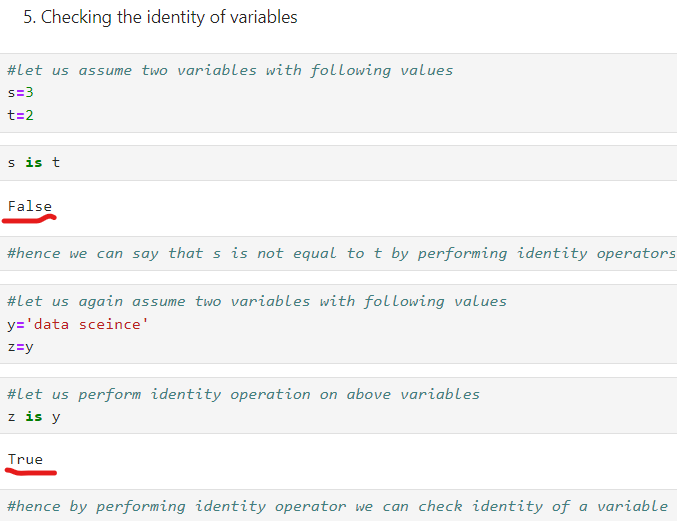 5. Checking the identity of variables
#let us assume two variables with following values
s=3
t=2
s is t
False
#hence we can say that s is not equal to t by performing identity operators
#let us again assume two variables with following values
y='data sceince'
z=y
#let us perform identity operation on above variables
z is y
True
#hence by performing identity operator we can check identity of a variable